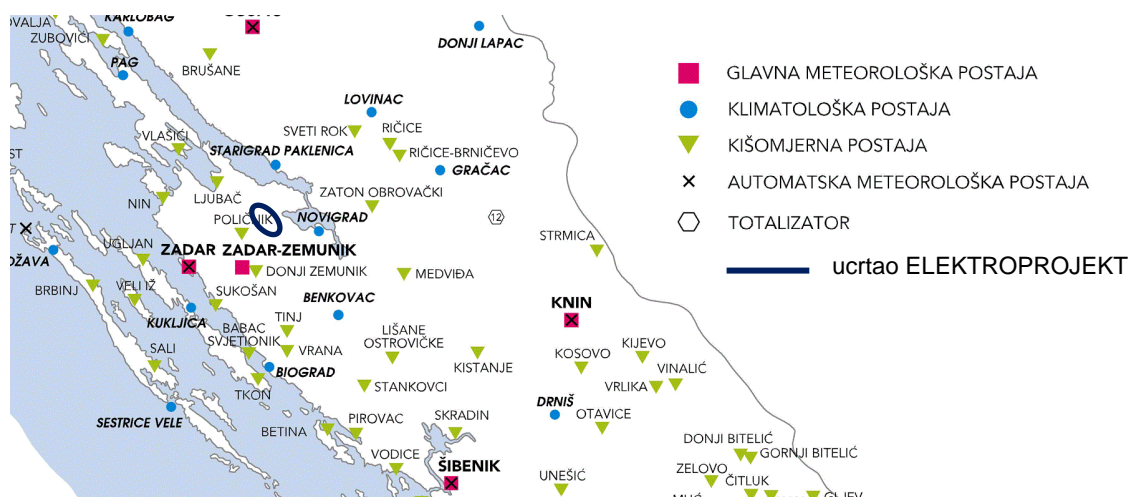 KARLOBAG
ZUBOVIĆI
DONJI LAPAC
BRUŠANE
PAG
LOVINAC
SVETI ROK
RIČICE
VLAŠIĆI
STARIGRAD PAKLENICA
RIČICE-BRNIČEVO
GRAČAC
LJUBAČ
ZATON OBROVAČKI
NIN
POLIČNIK
NOVIGRAD
12
STRMICA
UGLJAN
ZADAR
ZADAR-ZEMUNIK
DONJI ZEMUNIK
MEDVIĐA
BRBINJ
VELI IŽ
SUKOŠAN
BENKOVAC
KNIN
KUKLJICA
TINJ
BABAC
SVJETIONIK
LIŠANE
OSTROVIČKE
VRANA
SALI
BIOGRAD
KISTANJE
KOSOVO
KIJEVO
VINALIĆ
TKON
STANKOVCI
VRLIKA
SESTRICE VELE
DRNIŠ
OTAVICE
BETINA
PIROVAC
SKRADIN
VODICE
ŠIBENIK
UNEŠIĆ
DONJI BITELIĆ
GORNJI BITELIĆ
ZELOVO
ČITLUK
GLAVNA METEOROLOŠKA POSTAJA
KLIMATOLOŠKA POSTAJA
KIŠOMJERNA POSTAJA
AUTOMATSKA METEOROLOŠKA POSTAJA
TOTALIZATOR
ucrtao ELEKTROPROJEKT